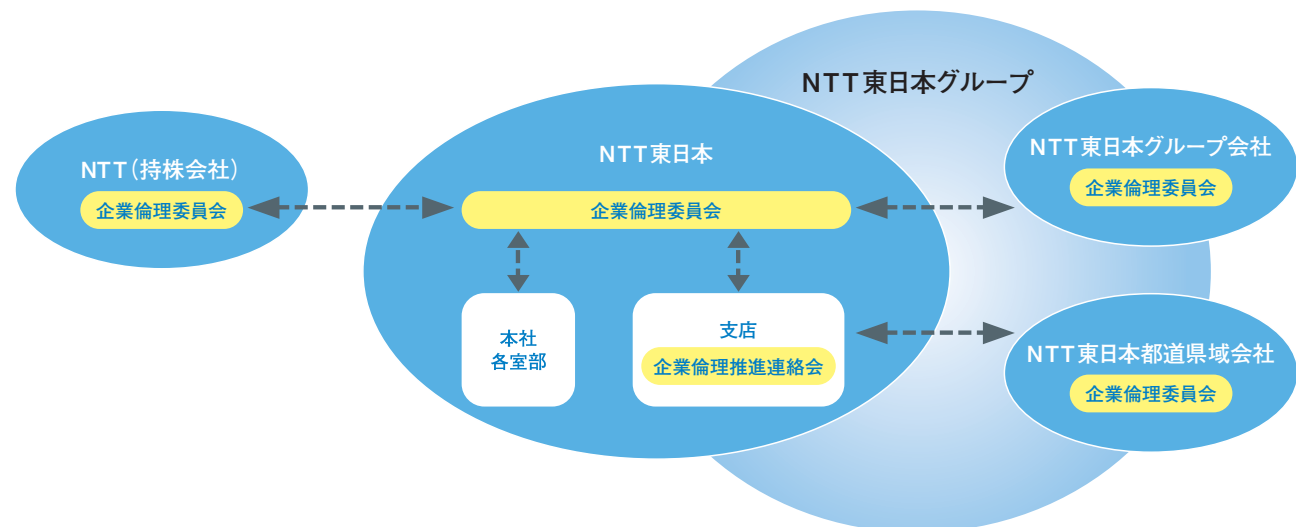 NTT東日本グループ
NTT(持株会社)
企業倫理委員会
NTT東日本
企業倫理委員会
本社
各室部
支店
企業倫理推進連絡会
NTT東日本グループ会社
企業倫理委員会
NTT東日本都道県域会社
企業倫理委員会